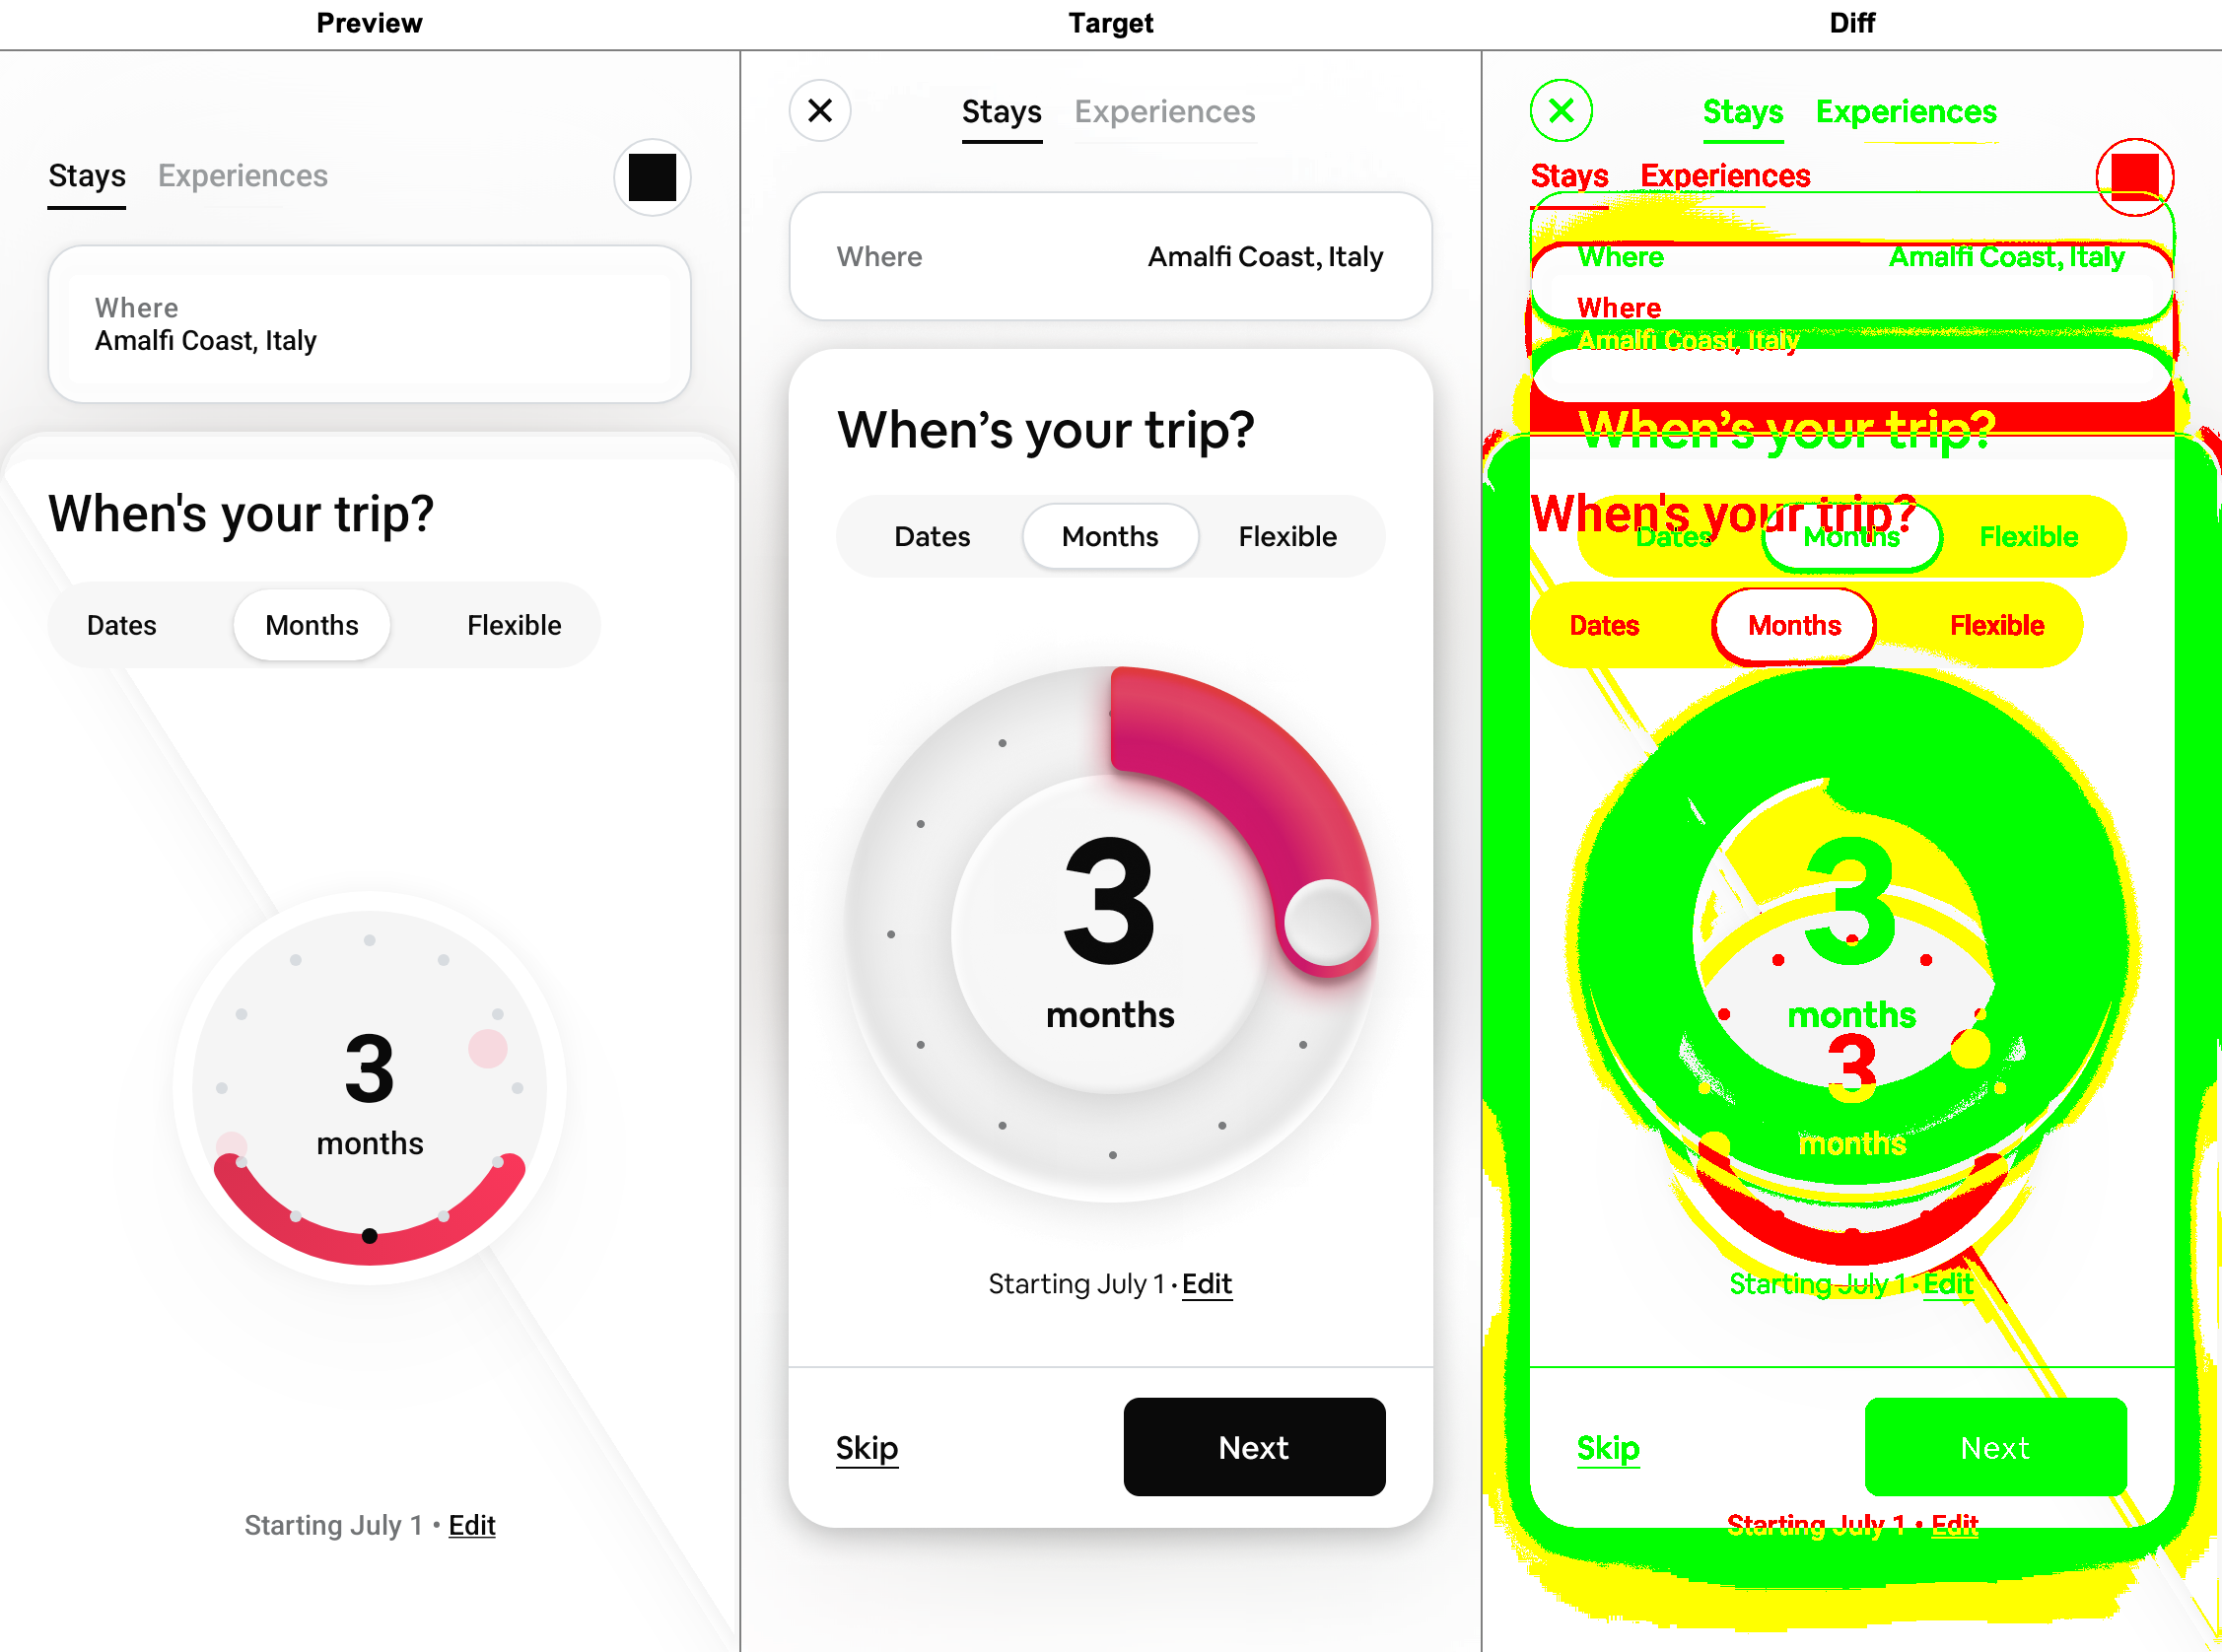 Preview
Target
Diff
Stays Experiences
Where
Amalfi Coast, Italy
When's your trip?
Dates Months Flexible
3
months
Starting July 1 • Edit
Stays Experiences
Where Amalfi Coast, Italy
When’s your trip?
Dates Months Flexible
3
months
Starting July 1 · Edit
Skip Next
Stays Experiences
Stays Experiences
Where Amalfi Coast, Italy
Where
Amalfi Coast, Italy
When’s your trip?
When's your trip?
Dates Months Flexible
Dates Months Flexible
3
months
3
months
Starting July 1 · Edit
Skip Next
Starting July 1 • Edit